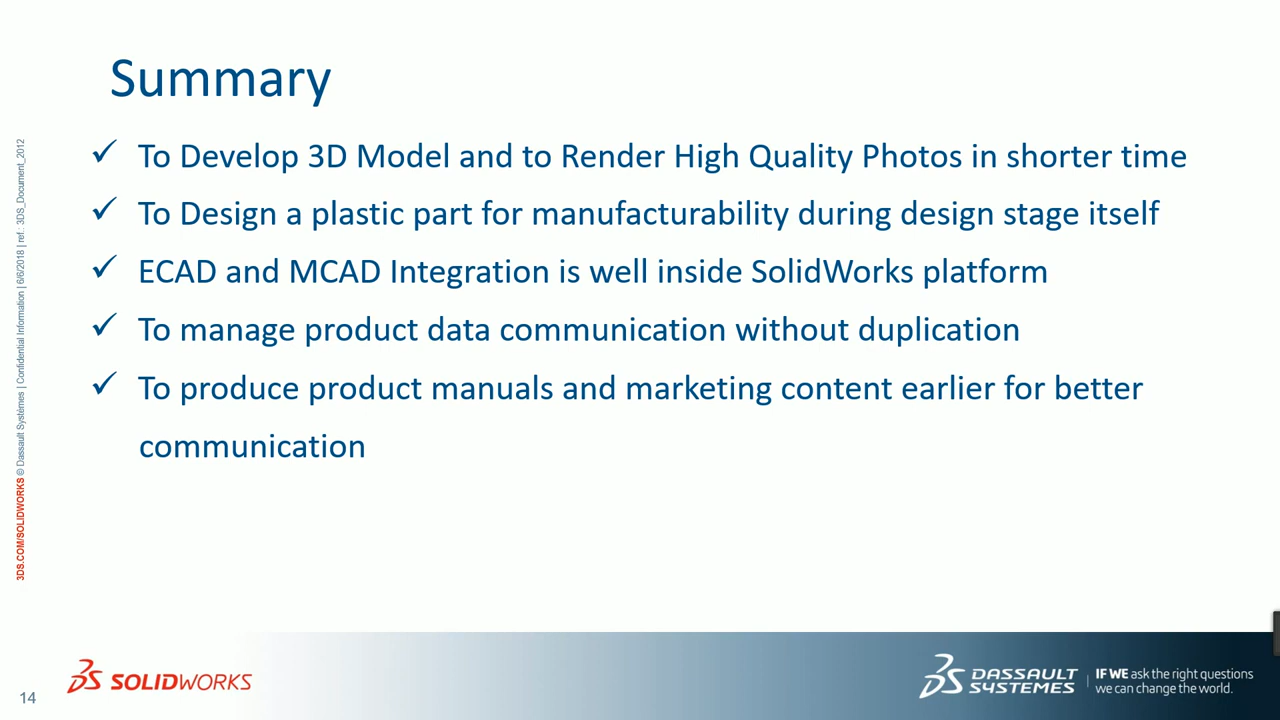 Summary
✓ To Develop 3D Model and to Render High Quality Photos in shorter time
✓ To Design a plastic part for manufacturability during design stage itself
✓ ECAD and MCAD Integration is well inside SolidWorks platform
✓ To manage product data communication without duplication
✓ To produce product manuals and marketing content earlier for better
communication
3DS.COM/SOLIDWORKS © Dassault Systèmes | Confidential Information | 6/6/2018 | ref.: 3DS_Document_2012
14
SOLIDWORKS
DASSAULT
SYSTEMES
IF WE ask the right questions
we can change the world.